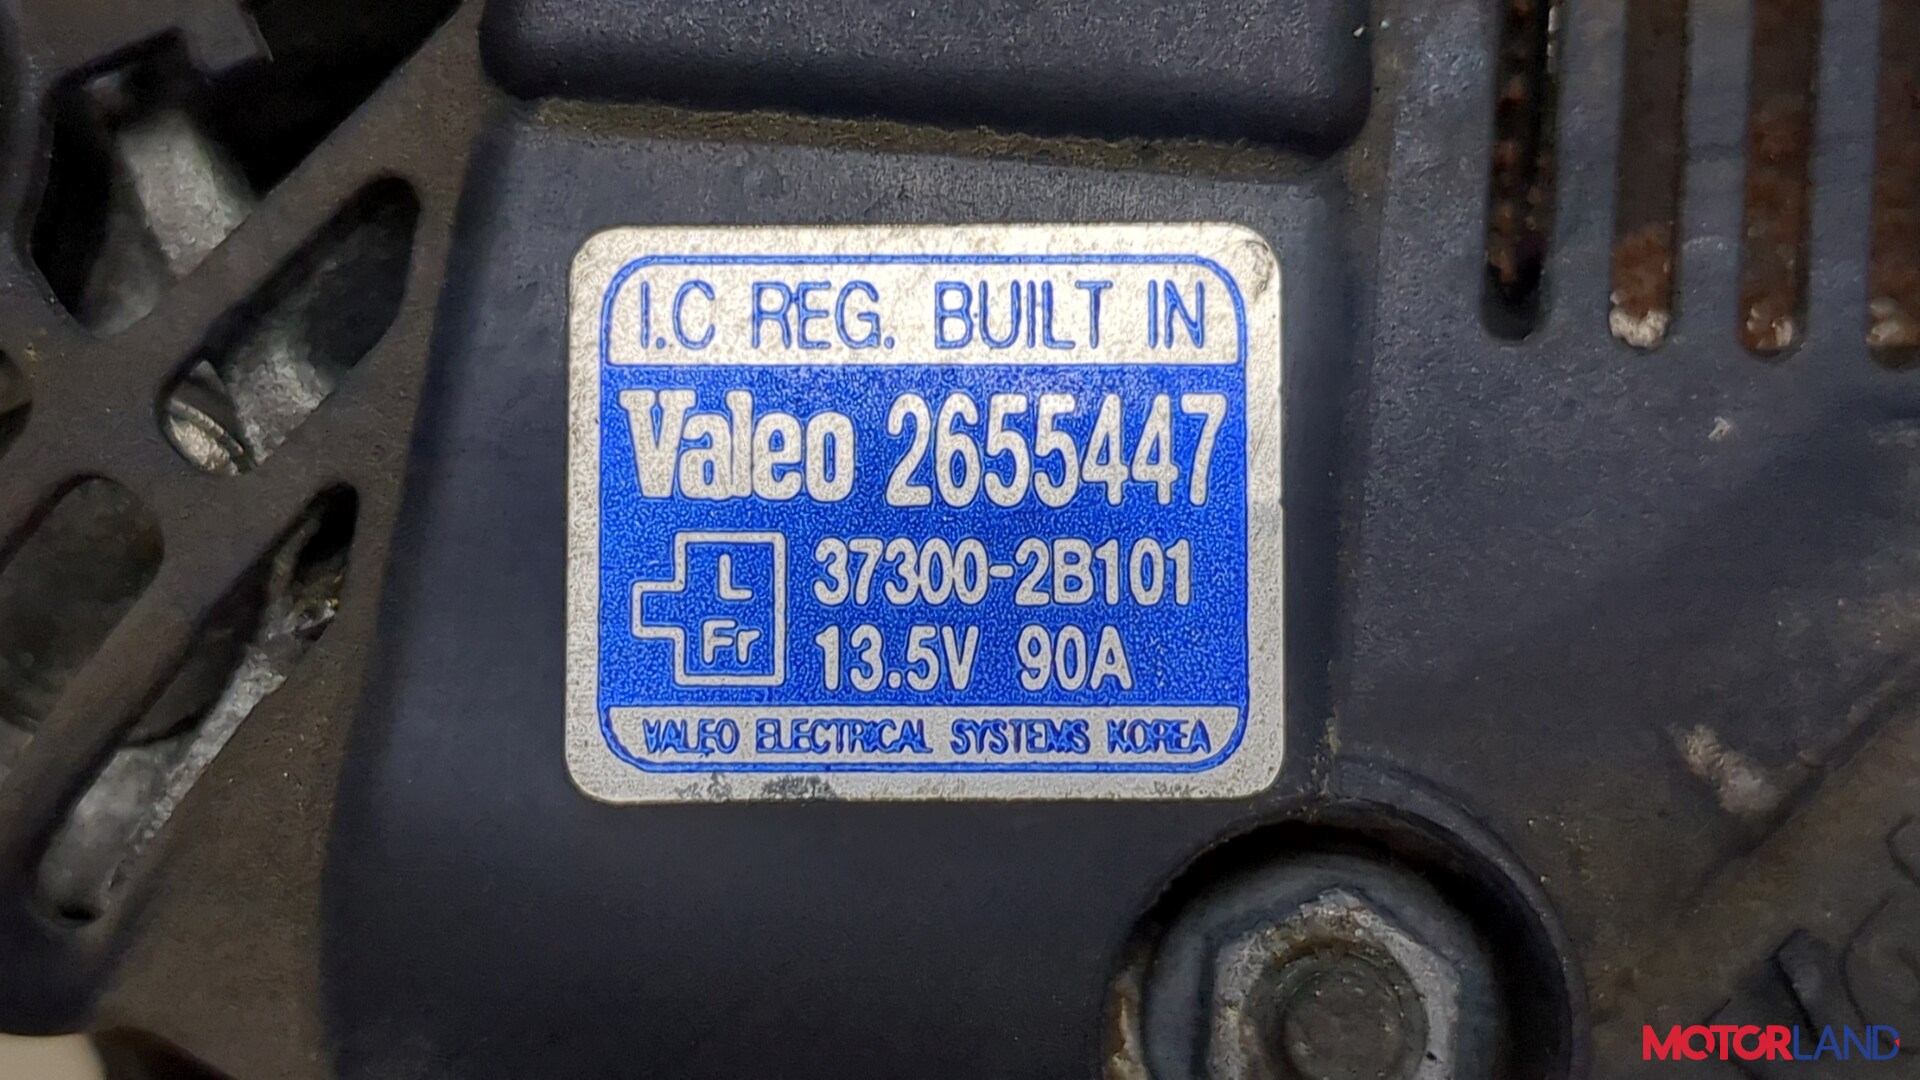 I.C REG. BUILT IN
Valeo 2655447
L
Fr
37300-2B101
13.5V 90A
VALEO ELECTRICAL SYSTEMS KOREA
MOTORLAND